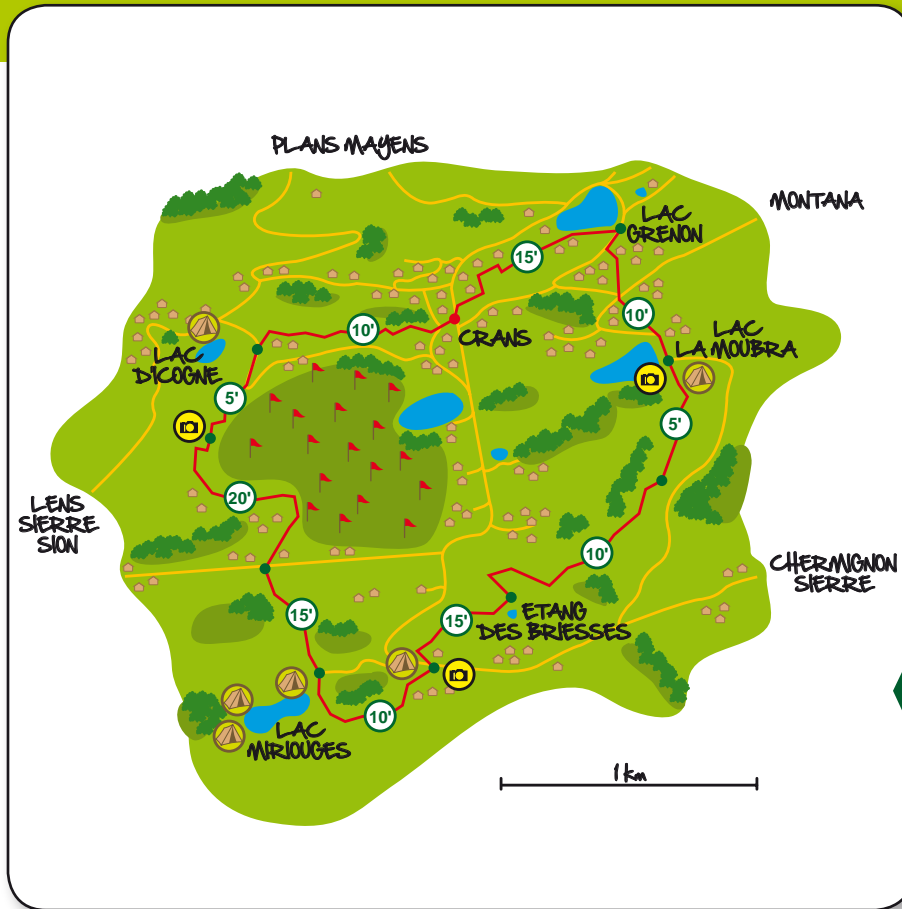 PLANS MAYENS
MONTANA
LAC
GRENON
15'
10'
10'
CRANS
LAC
LA MOUBRA
LAC
D'ICOGNE
5'
5'
20'
LENS
SIERRE
SION
10'
CHERMIGNON
SIERRE
15'
15'
ETANG
DES BRIESSES
10'
LAC
MIRIOUGES
1 km